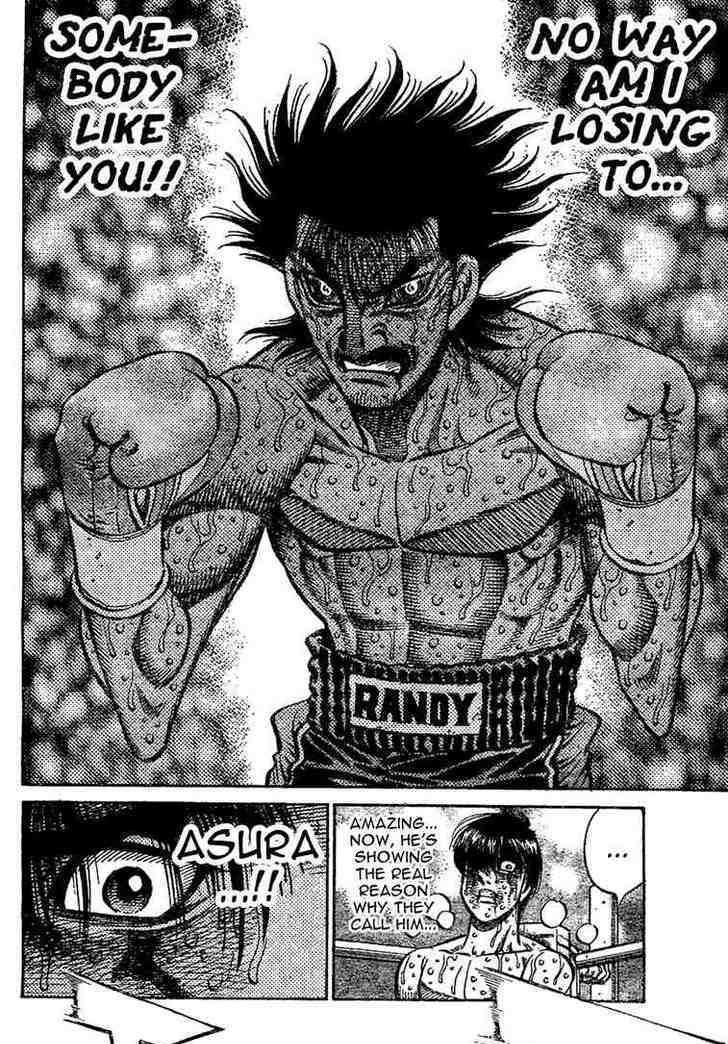 NO WAY
AM I
LOSING
TO...
SOME-
BODY
LIKE
YOU!!
RANDY
...
AMAZING...
NOW, HE'S
SHOWING
THE REAL
REASON
WHY THEY
CALL HIM...
ASURA
...!!